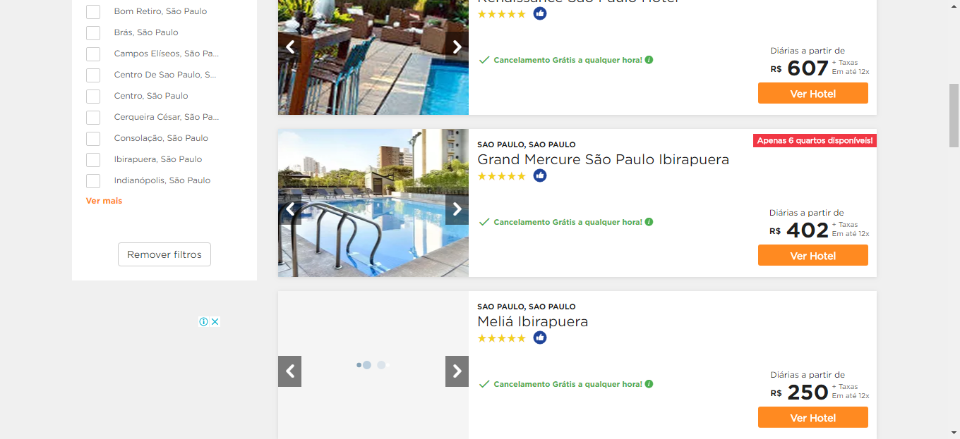 Bom Retiro, São Paulo
Brás, São Paulo
Campos Elíseos, São Pa...
Centro De Sao Paulo, S...
Centro, São Paulo
Cerqueira César, São Pa...
Consolação, São Paulo
Ibirapuera, São Paulo
Indianópolis, São Paulo
Ver mais
Remover filtros
Renaissance São Paulo Hotel
Cancelamento Grátis a qualquer hora!
Diárias a partir de
R$ 607 + Taxas
Em até 12x
Ver Hotel
SAO PAULO, SAO PAULO
Apenas 6 quartos disponíveis!
Grand Mercure São Paulo Ibirapuera
Cancelamento Grátis a qualquer hora!
Diárias a partir de
R$ 402 + Taxas
Em até 12x
Ver Hotel
SAO PAULO, SAO PAULO
Meliá Ibirapuera
Cancelamento Grátis a qualquer hora!
Diárias a partir de
R$ 250 + Taxas
Em até 12x
Ver Hotel